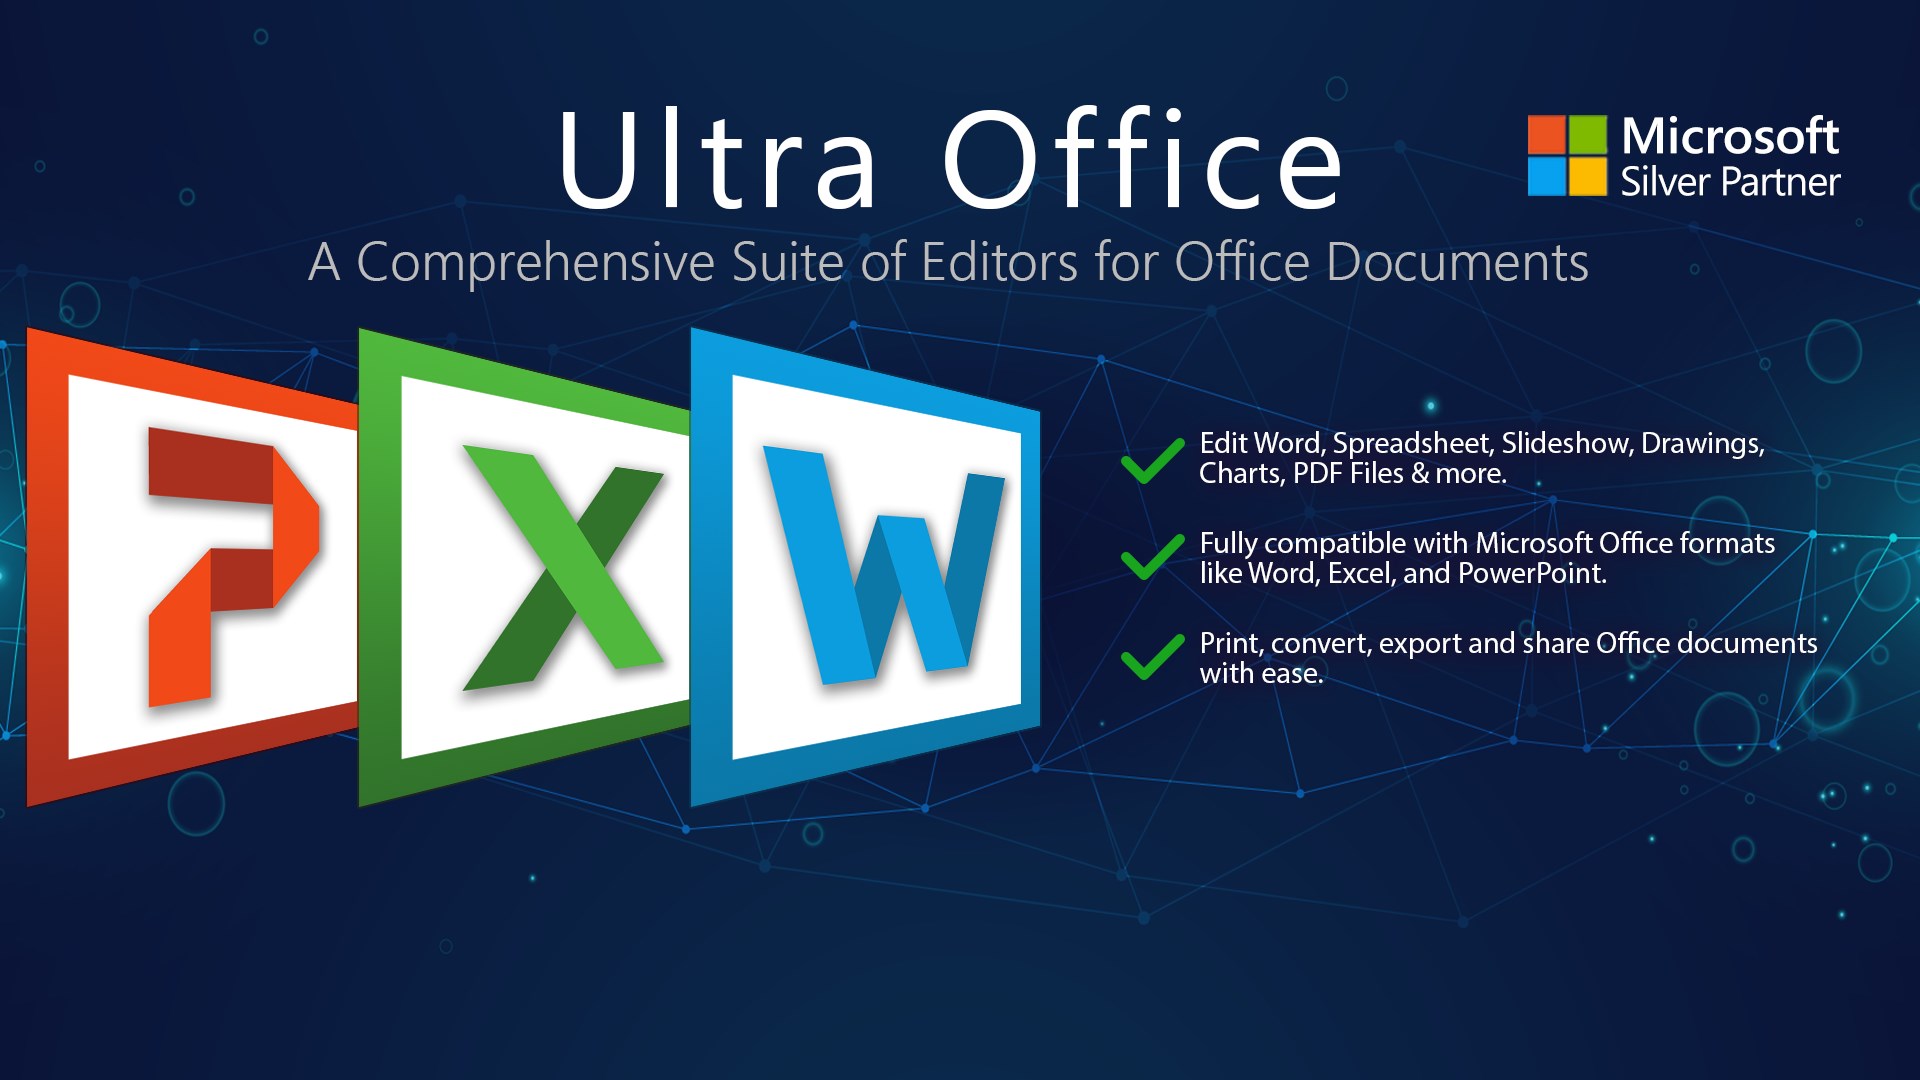 Ultra Office
Microsoft
Silver Partner
A Comprehensive Suite of Editors for Office Documents
P X W
Edit Word, Spreadsheet, Slideshow, Drawings,
Charts, PDF Files & more.
Fully compatible with Microsoft Office formats
like Word, Excel, and PowerPoint.
Print, convert, export and share Office documents
with ease.